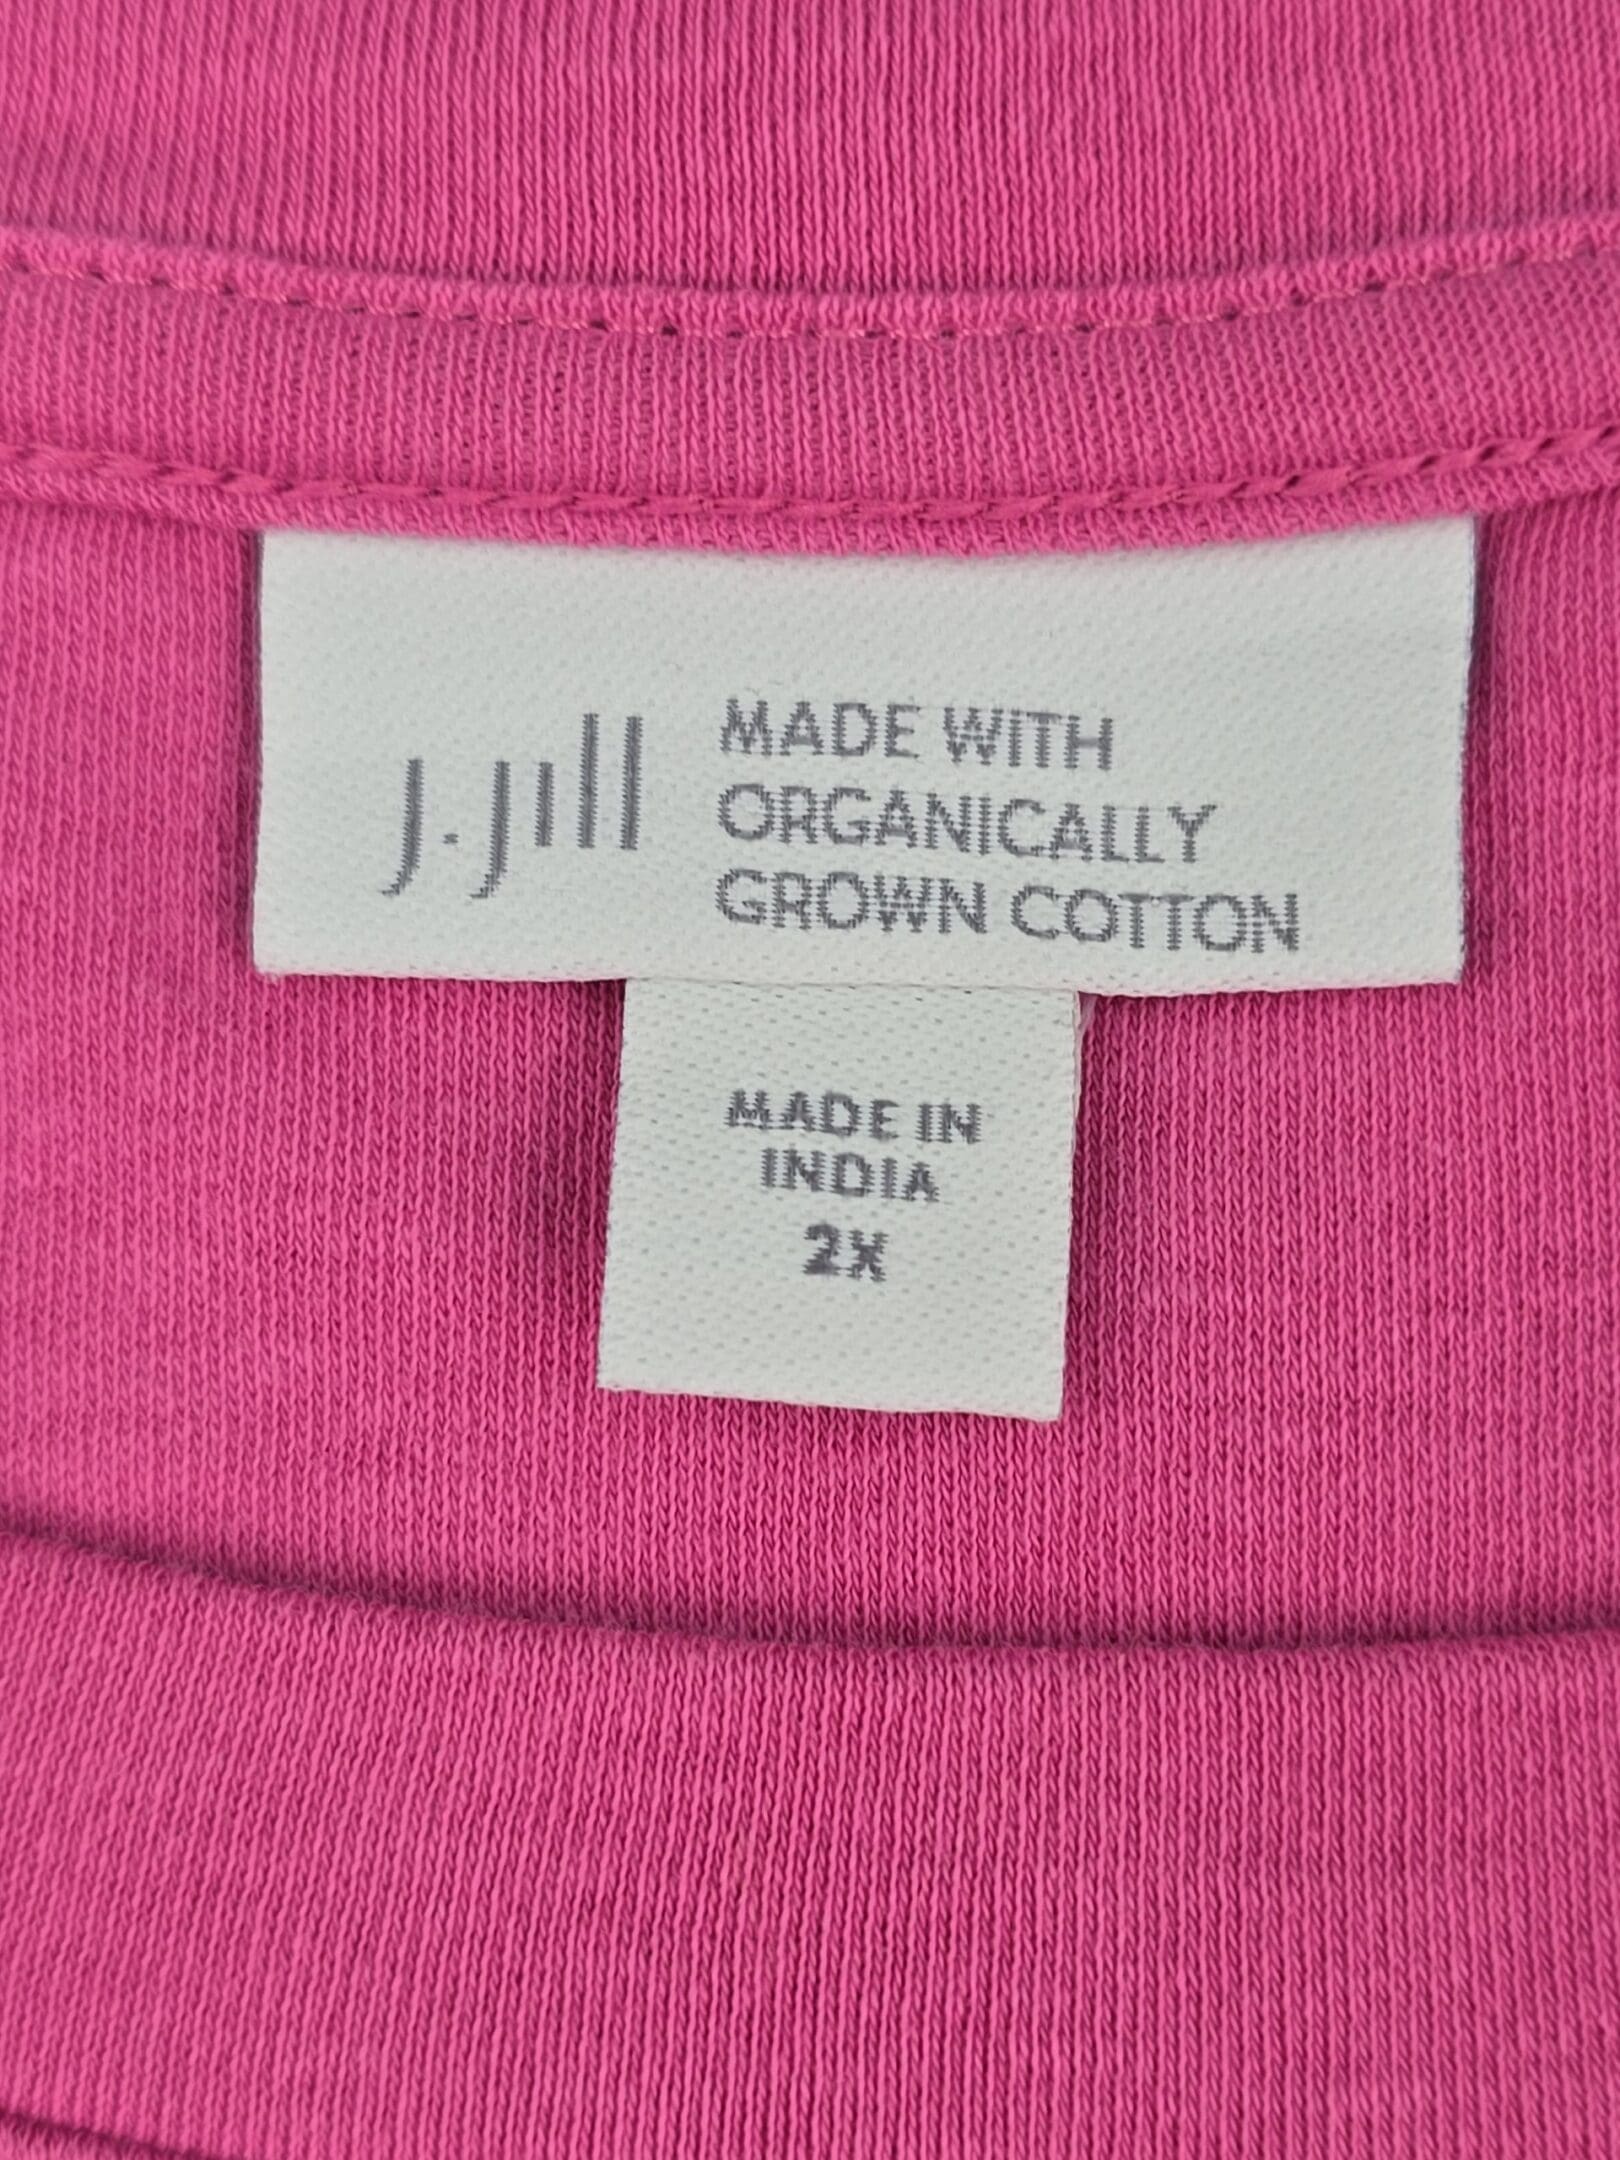 J.Jill
MADE WITH
ORGANICALLY
GROWN COTTON
MADE IN
INDIA
2X